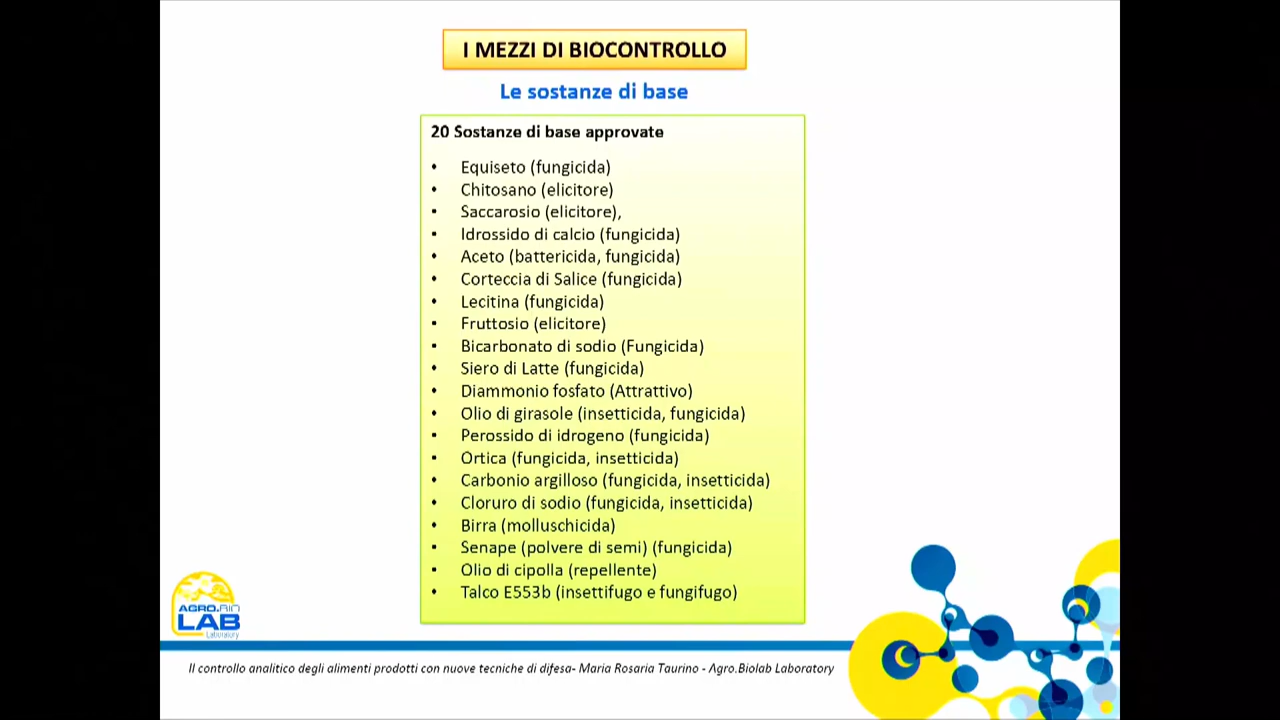 I MEZZI DI BIOCONTROLLO
Le sostanze di base
20 Sostanze di base approvate
• Equiseto (fungicida)
• Chitosano (elicitore)
• Saccarosio (elicitore),
• Idrossido di calcio (fungicida)
• Aceto (battericida, fungicida)
• Corteccia di Salice (fungicida)
• Lecitina (fungicida)
• Fruttosio (elicitore)
• Bicarbonato di sodio (Fungicida)
• Siero di Latte (fungicida)
• Diammonio fosfato (Attrattivo)
• Olio di girasole (insetticida, fungicida)
• Perossido di idrogeno (fungicida)
• Ortica (fungicida, insetticida)
• Carbonio argilloso (fungicida, insetticida)
• Cloruro di sodio (fungicida, insetticida)
• Birra (molluschicida)
• Senape (polvere di semi) (fungicida)
• Olio di cipolla (repellente)
• Talco E553b (insettifugo e fungifugo)
AGRO.BIO
LAB
Laboratory
Il controllo analitico degli alimenti prodotti con nuove tecniche di difesa- Maria Rosaria Taurino - Agro.Biolab Laboratory